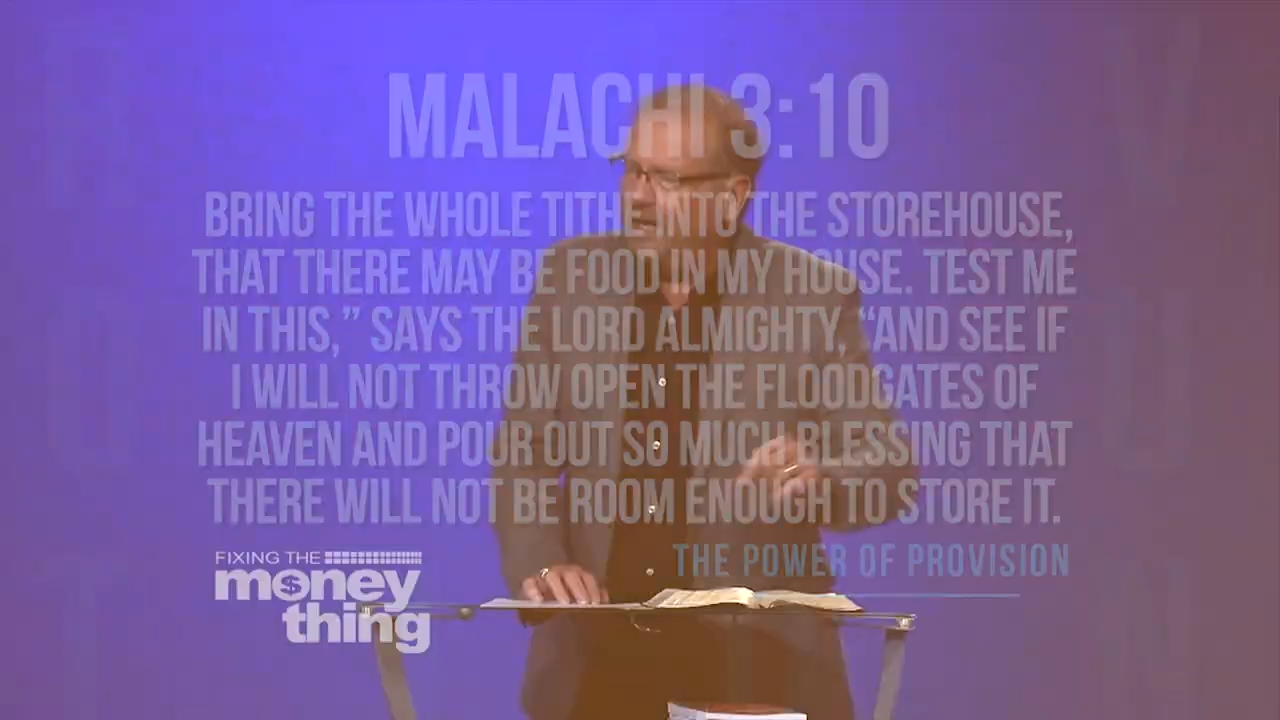 MALACHI 3:10
BRING THE WHOLE TITHE INTO THE STOREHOUSE,
THAT THERE MAY BE FOOD IN MY HOUSE. TEST ME
IN THIS,” SAYS THE LORD ALMIGHTY, “AND SEE IF
I WILL NOT THROW OPEN THE FLOODGATES OF
HEAVEN AND POUR OUT SO MUCH BLESSING THAT
THERE WILL NOT BE ROOM ENOUGH TO STORE IT.
THE POWER OF PROVISION
FIXING THE
money
thing